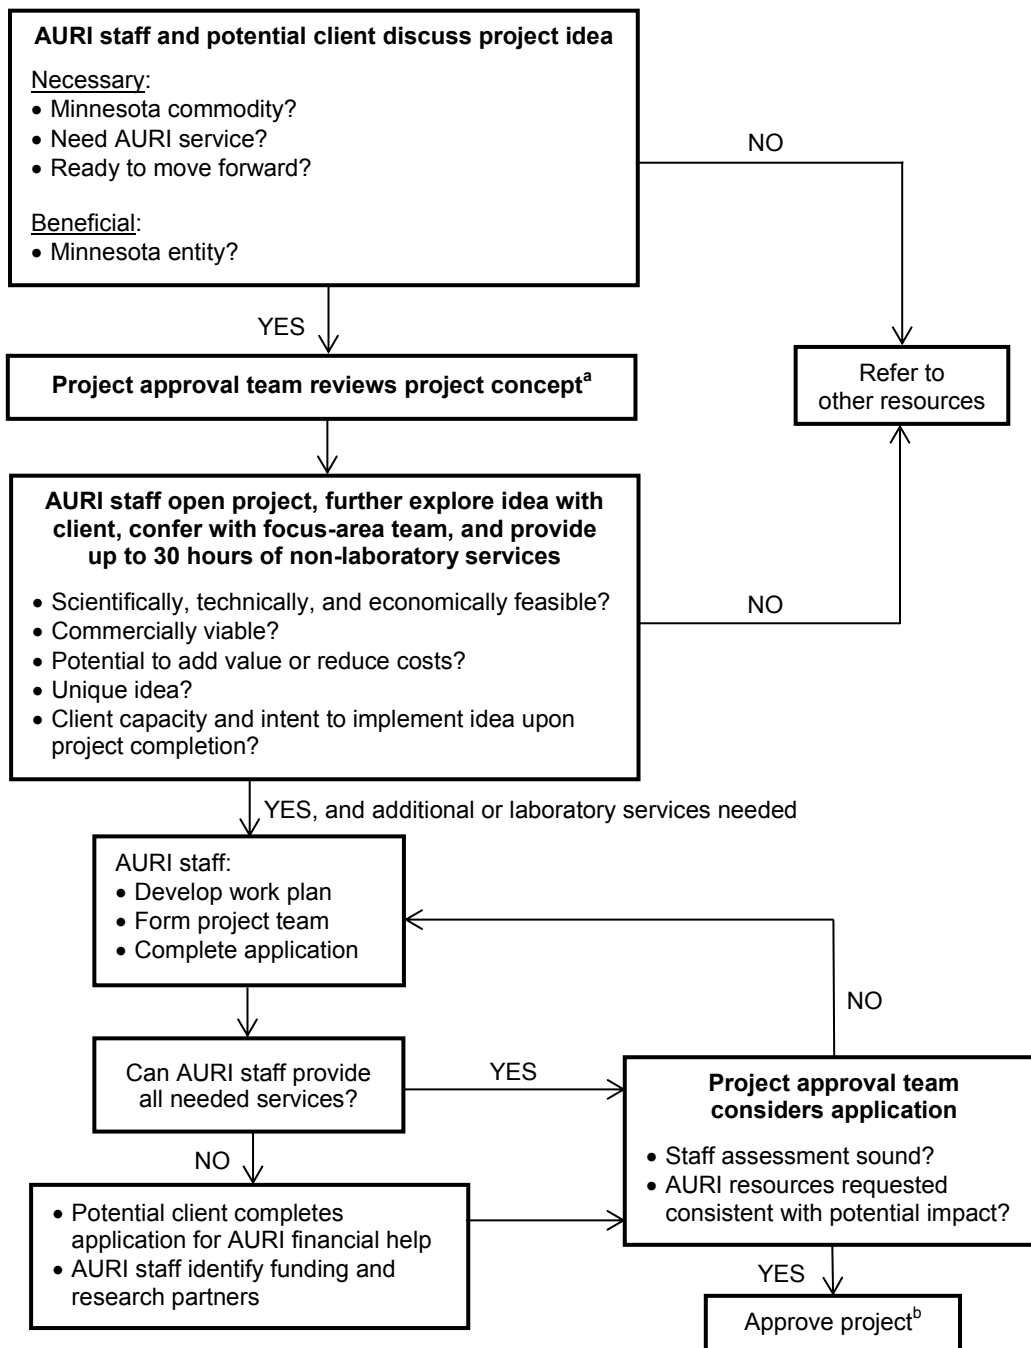 AURI staff and potential client discuss project idea
Necessary:
• Minnesota commodity?
• Need AURI service?
• Ready to move forward?
Beneficial:
• Minnesota entity?
NO
YES
Project approval team reviews project concept^a
Refer to
other resources
AURI staff open project, further explore idea with
client, confer with focus-area team, and provide
up to 30 hours of non-laboratory services
• Scientifically, technically, and economically feasible?
• Commercially viable?
• Potential to add value or reduce costs?
• Unique idea?
• Client capacity and intent to implement idea upon
project completion?
NO
YES, and additional or laboratory services needed
AURI staff:
• Develop work plan
• Form project team
• Complete application
NO
Can AURI staff provide
all needed services?
YES
NO
Project approval team
considers application
• Staff assessment sound?
• AURI resources requested
consistent with potential impact?
• Potential client completes
application for AURI financial help
• AURI staff identify funding and
research partners
YES
Approve project^b